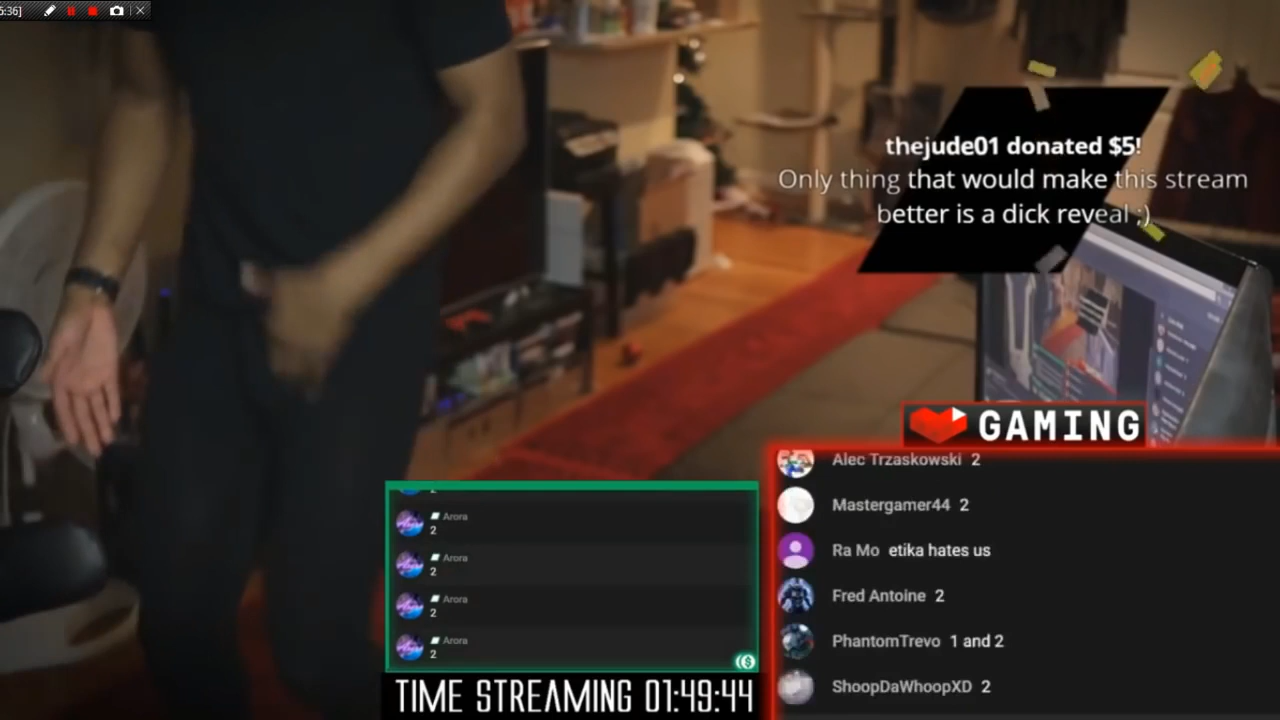 5:36]
thejude01 donated $5!
Only thing that would make this stream
better is a dick reveal ;)
GAMING
Alec Trzaskowski 2
Mastergamer44 2
Ra Mo etika hates us
Fred Antoine 2
PhantomTrevo 1 and 2
ShoopDaWhoopXD 2
2
Arora
2
Arora
2
Arora
2
Arora
2
TIME STREAMING 01:49:44